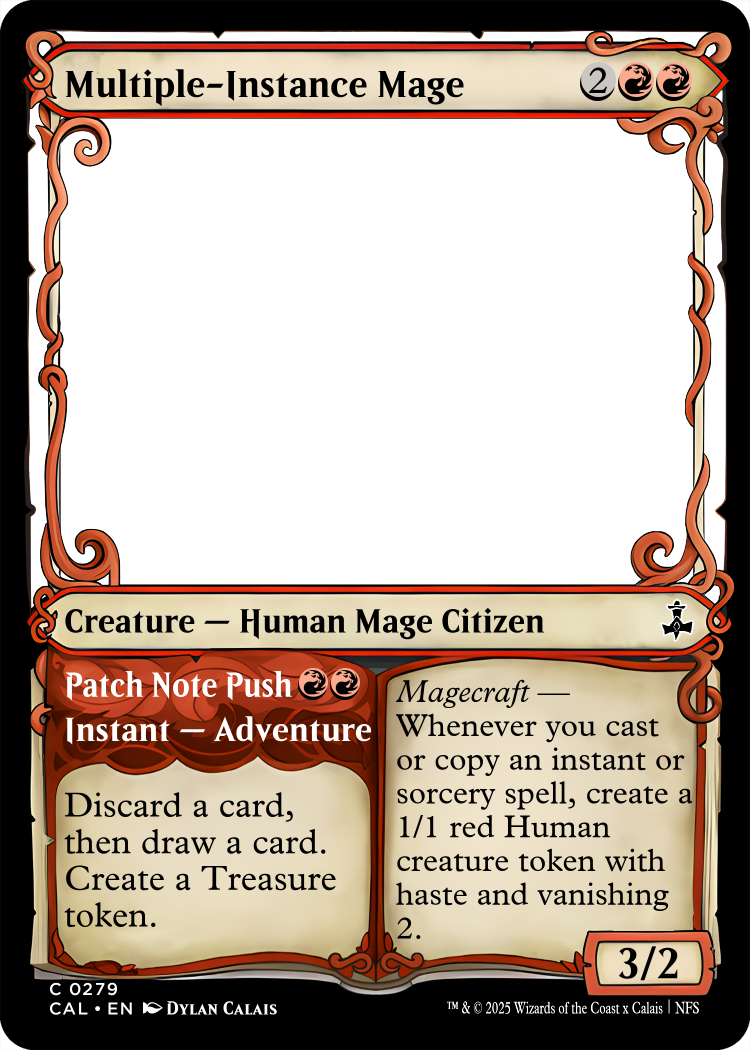 Multiple-Instance Mage 2
Creature — Human Mage Citizen
Patch Note Push
Instant — Adventure
Discard a card,
then draw a card.
Create a Treasure
token.
Magecraft —
Whenever you cast
or copy an instant or
sorcery spell, create a
1/1 red Human
creature token with
haste and vanishing
2.
3/2
C 0279
CAL • EN DYLAN CALAIS
™ & © 2025 Wizards of the Coast x Calais | NFS